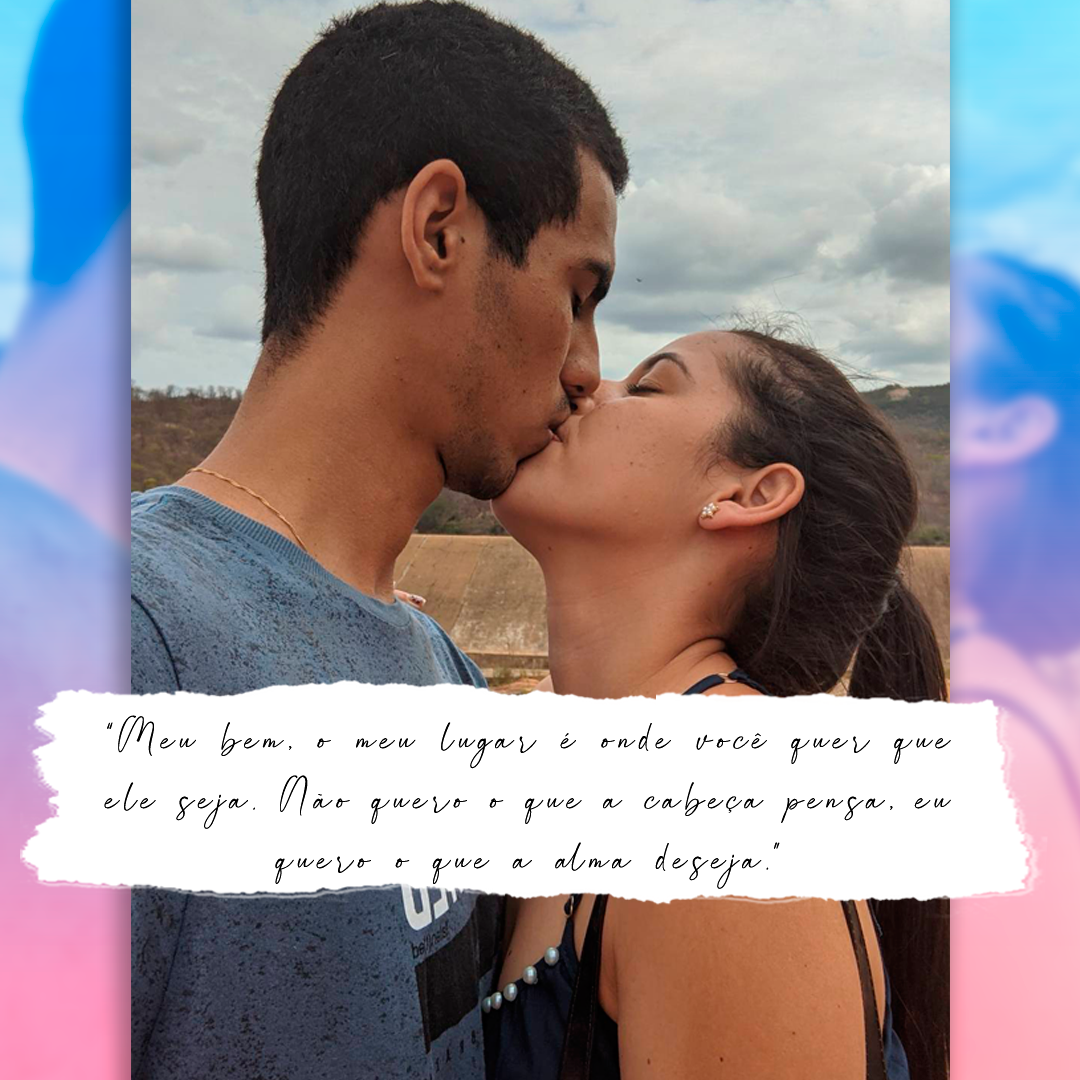 "Meu bem, o meu lugar é onde você quer que
ele seja. Não quero o que a cabeça pensa, eu
quero o que a alma deseja."